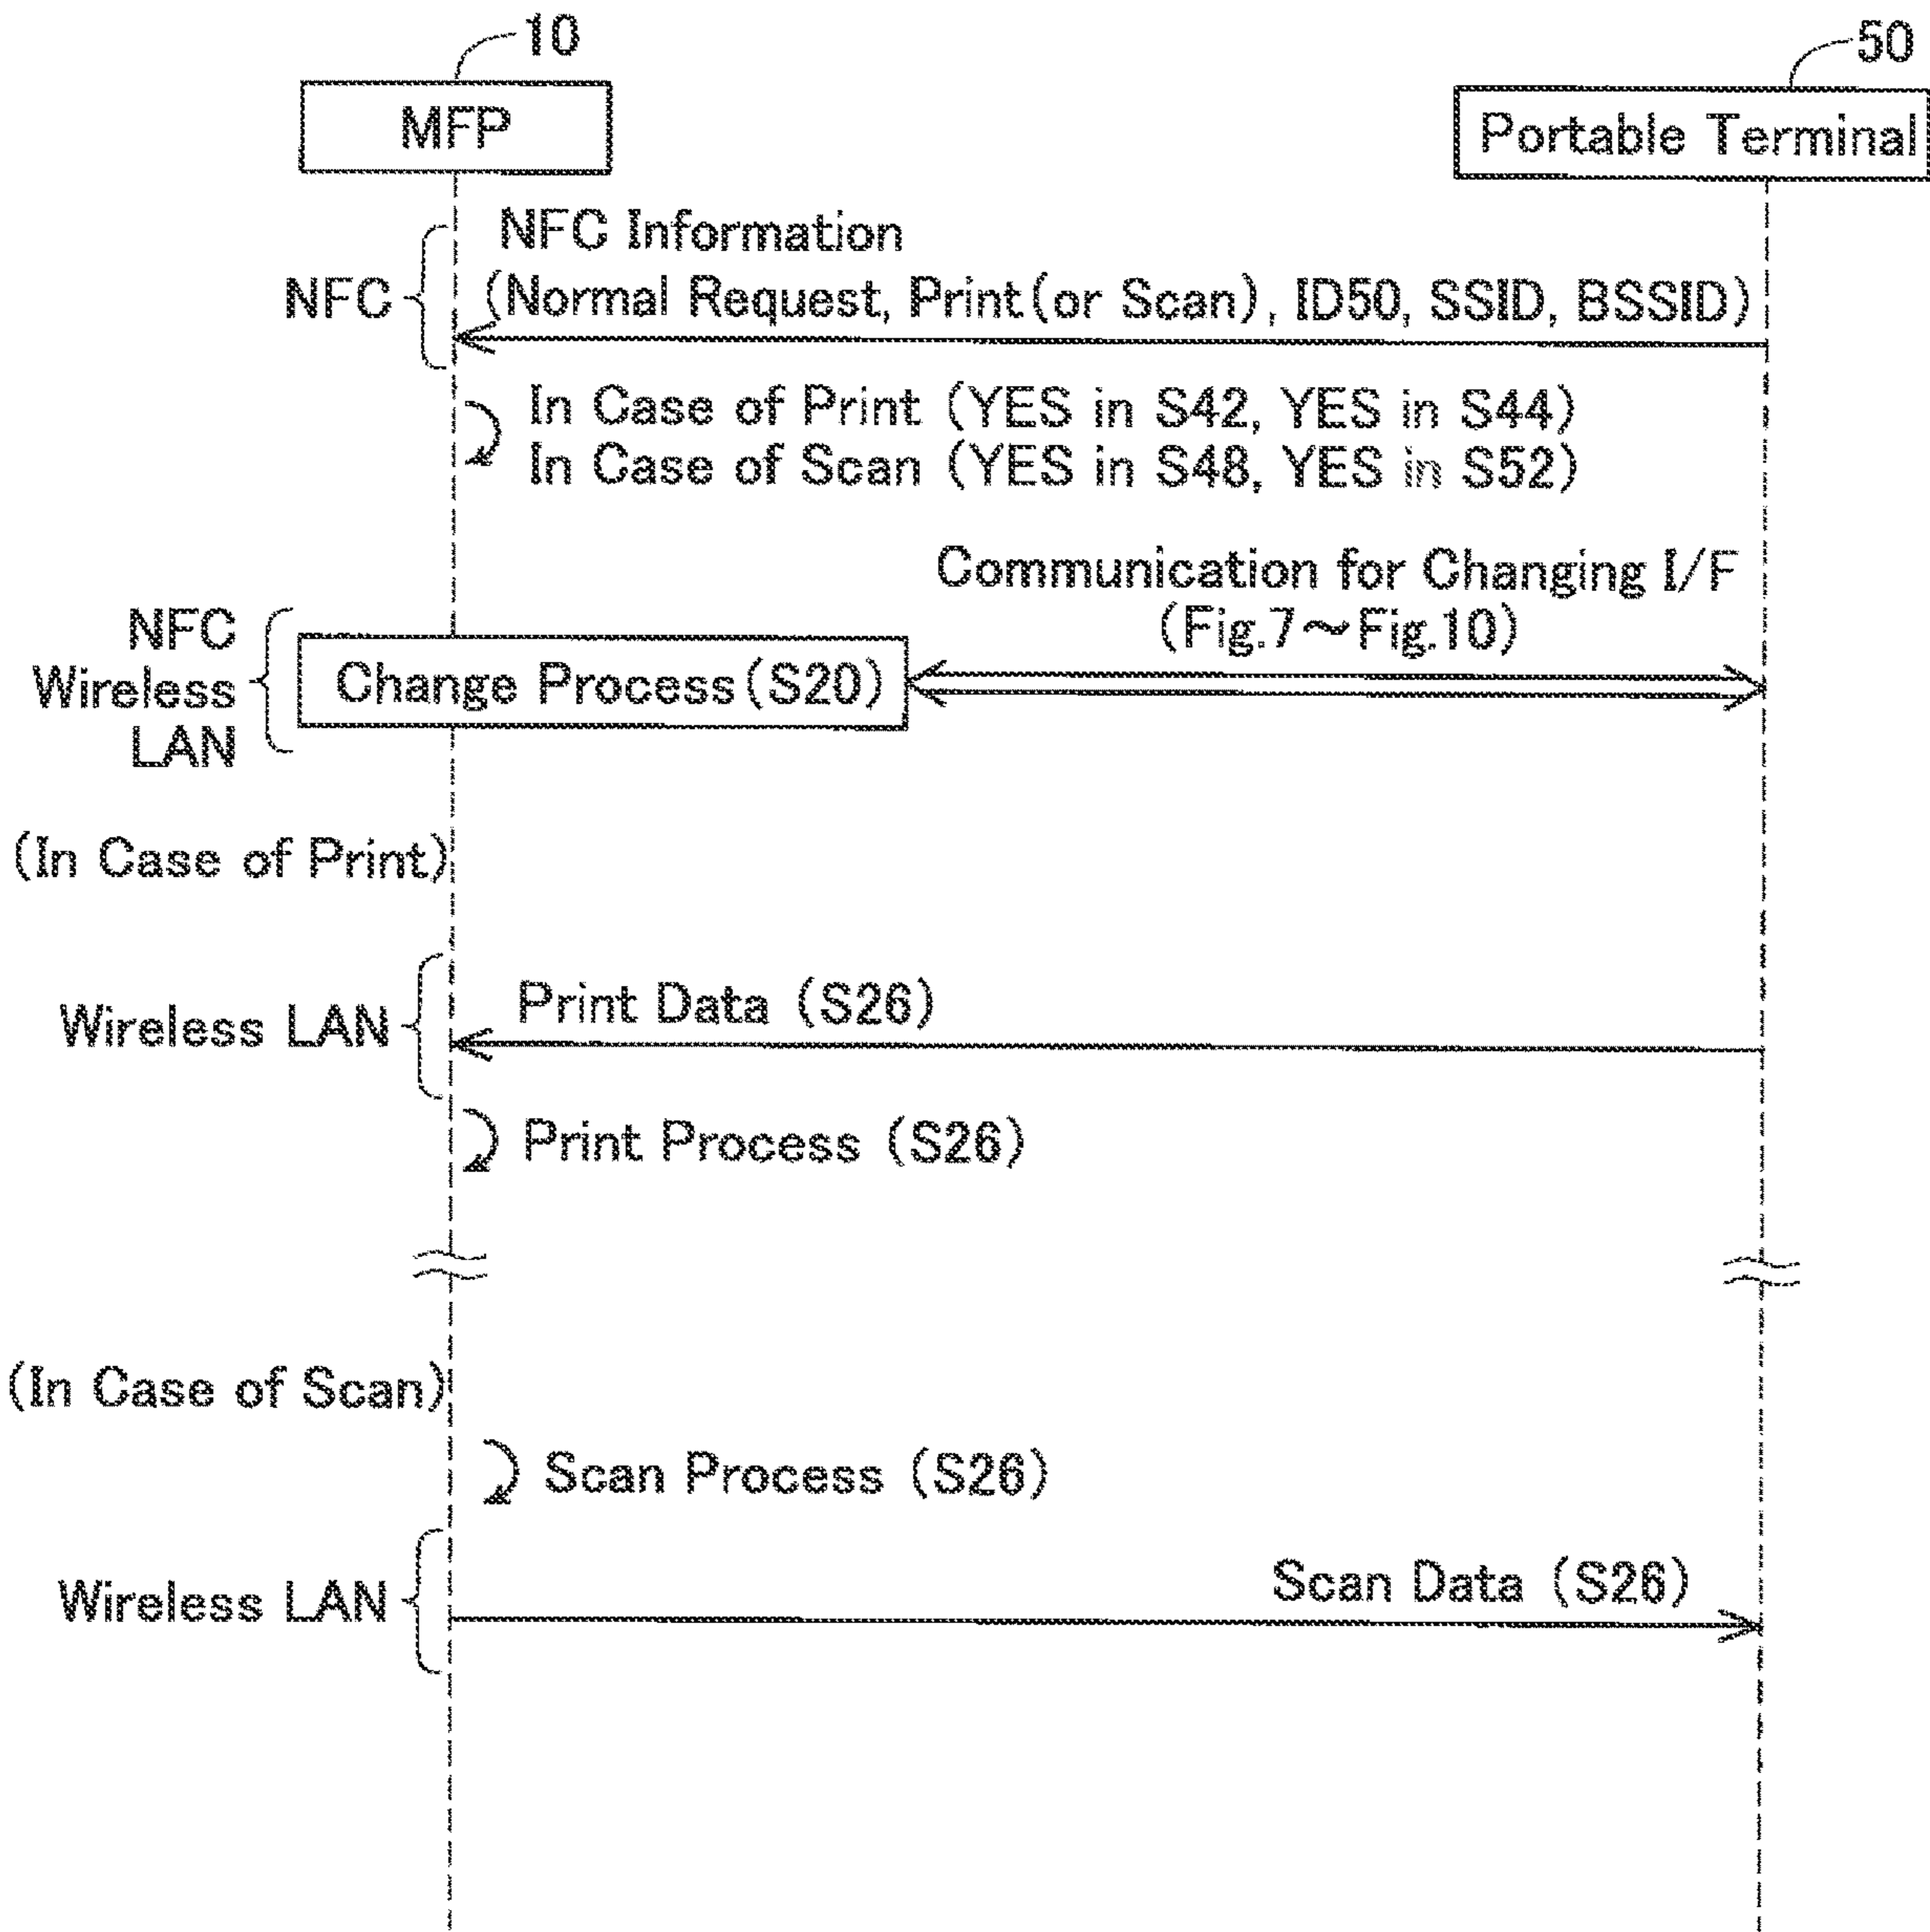 10
50
MFP
Portable Terminal
NFC Information
NFC
(Normal Request, Print(or Scan), ID50, SSID, BSSID)
In Case of Print (YES in S42, YES in S44)
In Case of Scan (YES in S48, YES in S52)
Communication for Changing I/F
(Fig.7~Fig.10)
NFC
Wireless
LAN
Change Process(S20)
(In Case of Print)
Wireless LAN
Print Data (S26)
Print Process (S26)
(In Case of Scan)
Scan Process (S26)
Wireless LAN
Scan Data (S26)